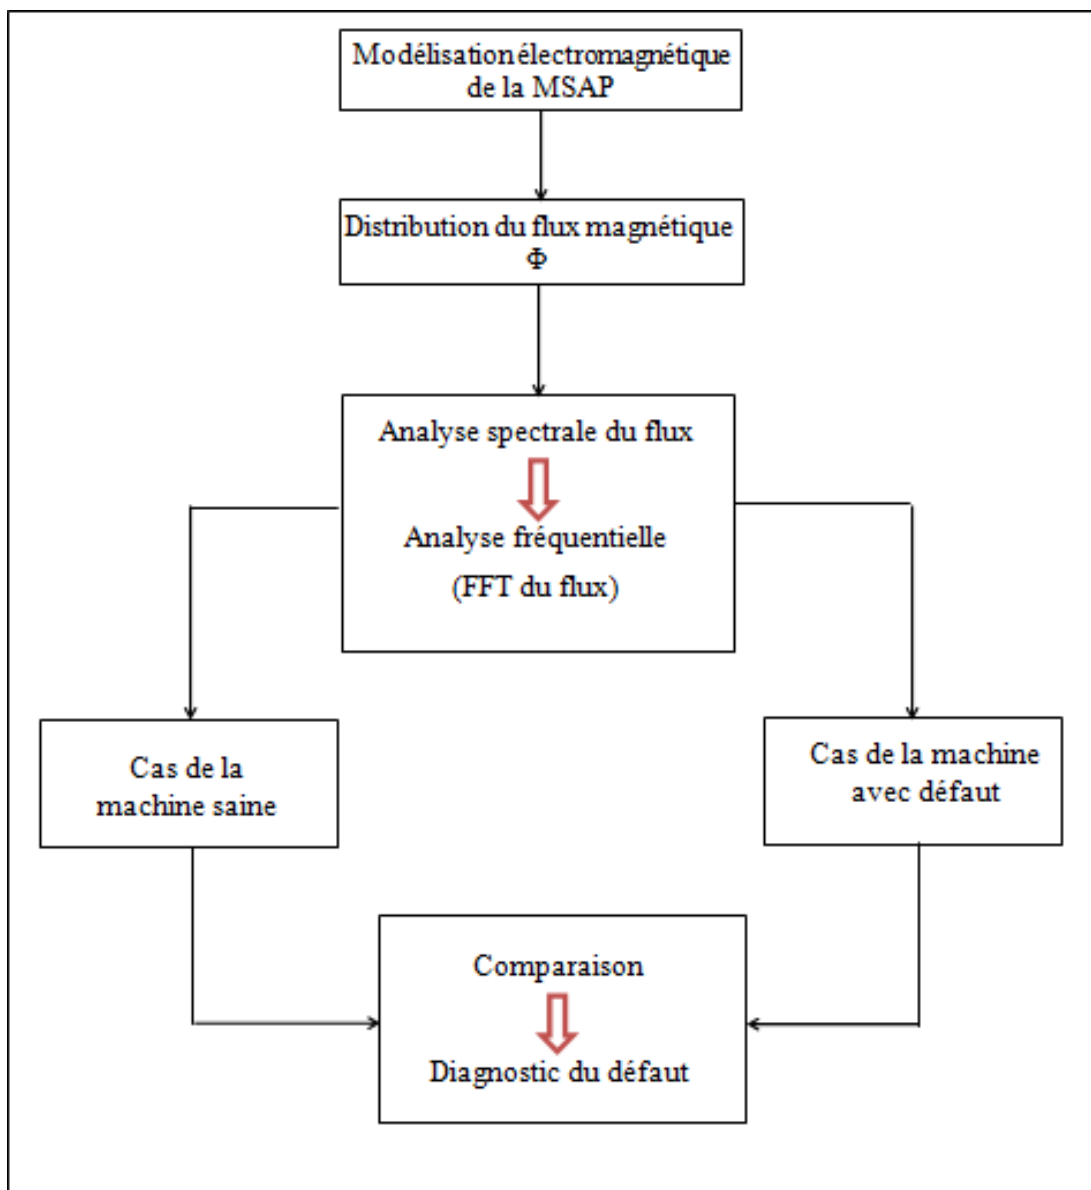 Modélisation électromagnétique
de la MSAP
Distribution du flux magnétique
Φ
Analyse spectrale du flux
Analyse fréquentielle
(FFT du flux)
Cas de la
machine saine
Cas de la machine
avec défaut
Comparaison
Diagnostic du défaut